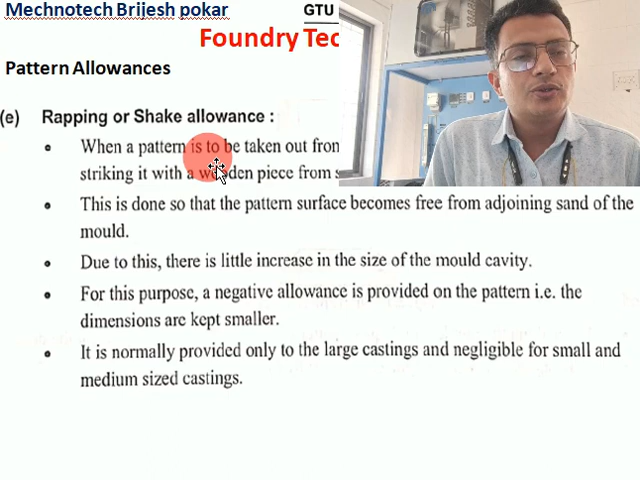 Mechnotech Brijesh pokar
GTU
Foundry Tec
Pattern Allowances
(e) Rapping or Shake allowance :
• When a pattern is to be taken out from
striking it with a wooden piece from s
• This is done so that the pattern surface becomes free from adjoining sand of the
mould.
• Due to this, there is little increase in the size of the mould cavity.
• For this purpose, a negative allowance is provided on the pattern i.e. the
dimensions are kept smaller.
• It is normally provided only to the large castings and negligible for small and
medium sized castings.